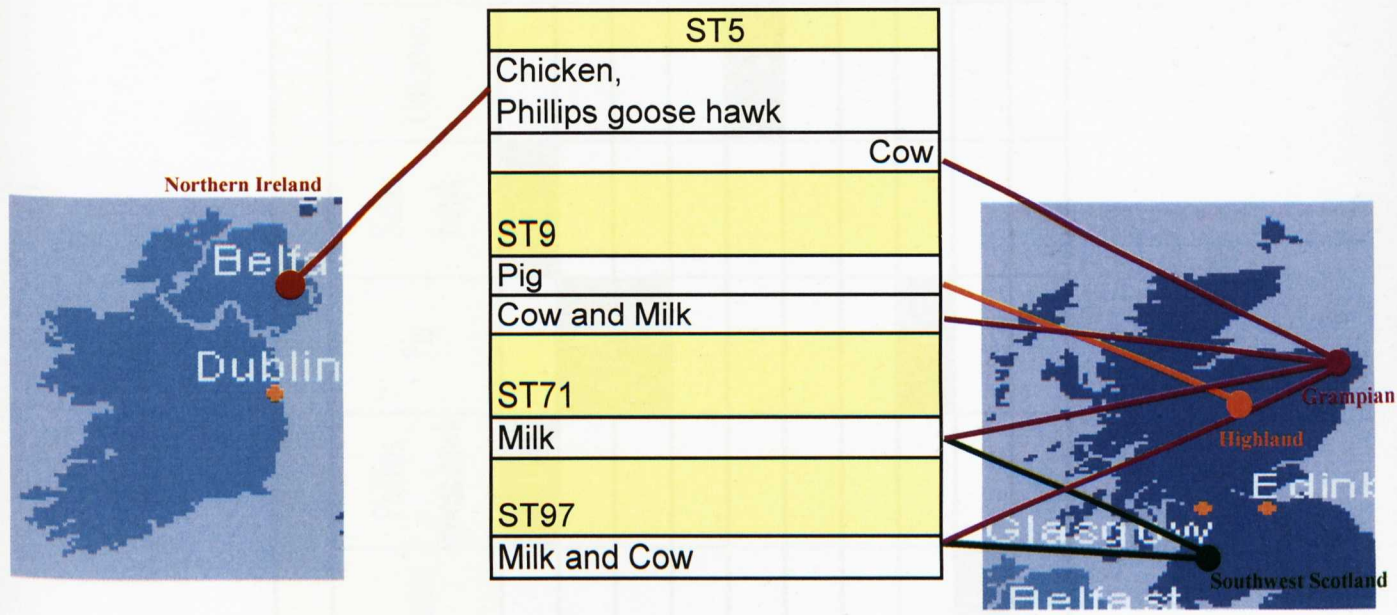 ST5
Chicken,
Phillips goose hawk
Cow
ST9
Pig
Cow and Milk
ST71
Milk
ST97
Milk and Cow
Northern Ireland
Belfas
Dublin
Grampian
Highland
Edink
Glasgow
Southwest Scotland
Belfast